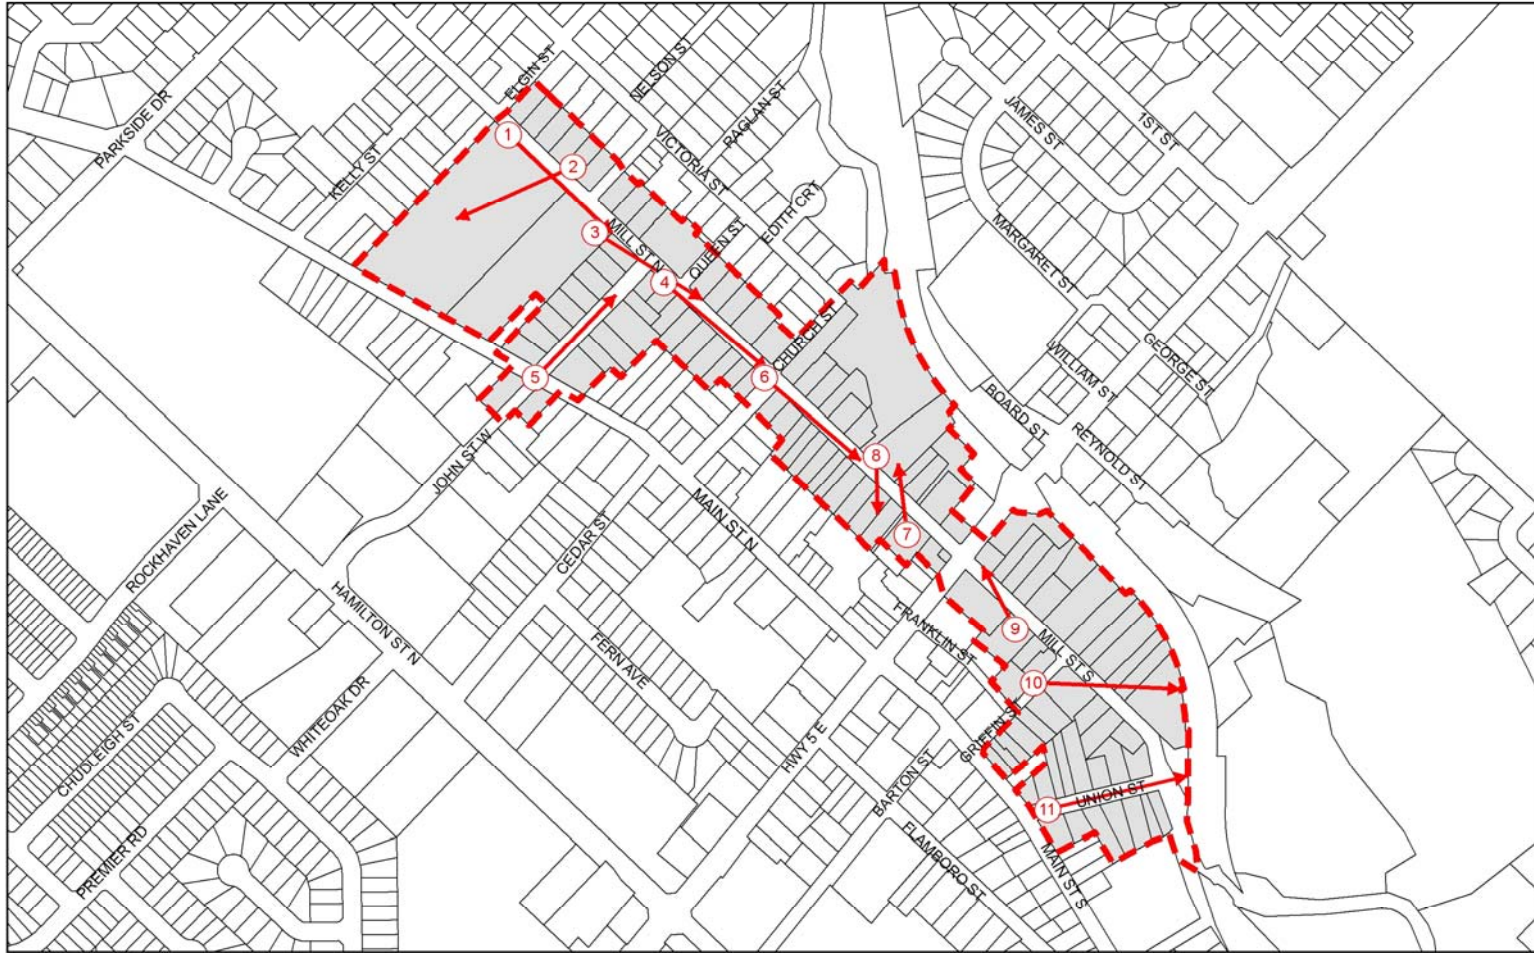 ELGIN ST
NELSON ST
PARKSIDE DR
JAMES ST
1ST ST
1
RAGLAN ST
VICTORIA ST
KELLY ST
2
EDITH CRT
3
MILL ST N
QUEEN ST
MARGARET ST
4
CHURCH ST
5
6
WILLIAM ST
GEORGE ST
BOARD ST
REYNOLD ST
JOHN ST W
8
MAIN ST N
7
ROCKHAVEN LANE
CEDAR ST
HAMILTON ST N
FRANKLIN ST
9
MILL ST S
FERN AVE
10
WHITEOAK DR
GRIFFIN ST
HWY 5 E
CHUDLEIGH ST
BARTON ST
UNION ST
11
PREMIER RD
FLAMBORO ST
MAIN ST S